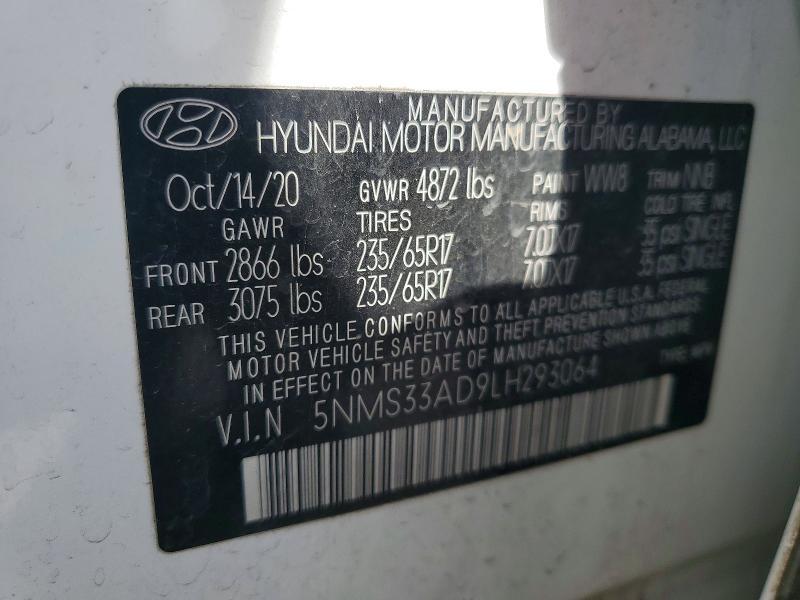 MANUFACTURED BY
HYUNDAI MOTOR MANUFACTURING ALABAMA, LLC
Oct/14/20 GVWR 4872 lbs PAINT WW8 TRIM NNB
GAWR TIRES RIMS COLD TIRE INFL
FRONT 2866 lbs 235/65R17 7.0JX17 35 PSI SINGLE
REAR 3075 lbs 235/65R17 7.0JX17 35 PSI SINGLE
THIS VEHICLE CONFORMS TO ALL APPLICABLE U.S.A. FEDERAL
MOTOR VEHICLE SAFETY AND THEFT PREVENTION STANDARDS
IN EFFECT ON THE DATE OF MANUFACTURE SHOWN ABOVE
V.I.N 5NMS33AD9LH293064 TYPE: MPV